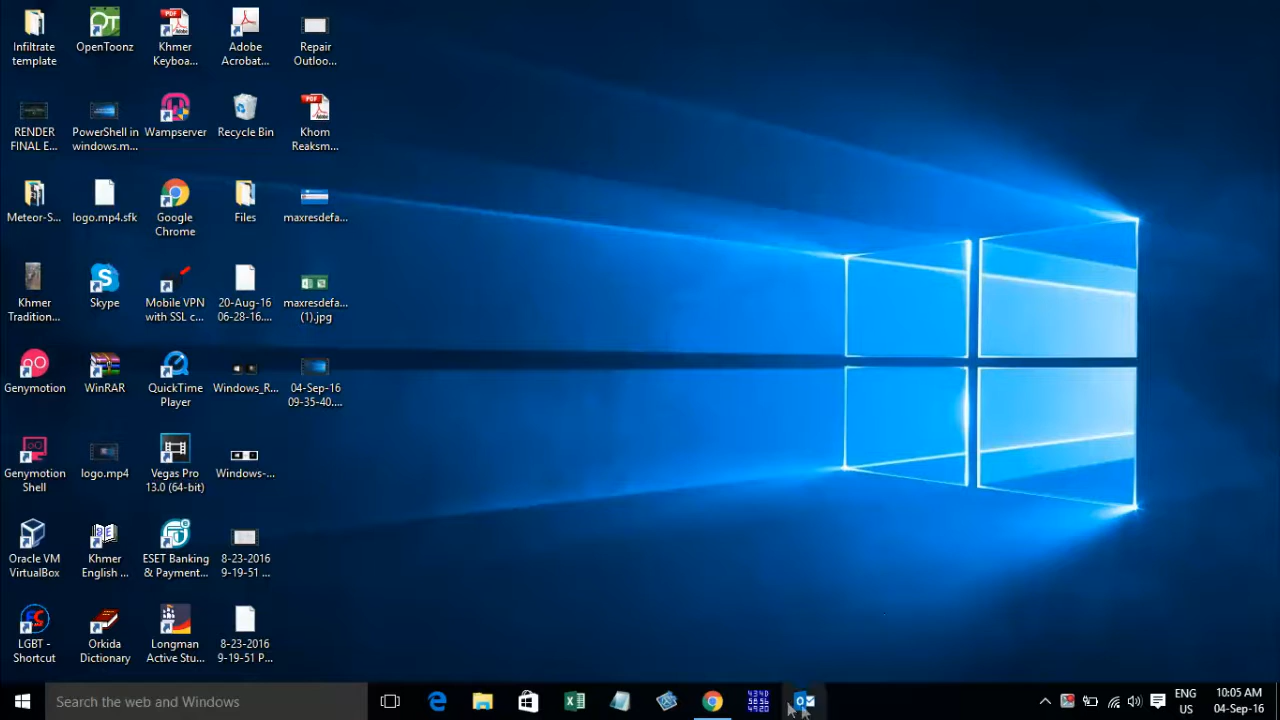 Infiltrate
template
OpenToonz
Khmer
Keyboa...
Adobe
Acrobat...
Repair
Outloo...
RENDER
FINAL E...
PowerShell in
windows.m...
Wampserver
Recycle Bin
Khom
Reaksm...
Meteor-S...
logo.mp4.sfk
Google
Chrome
Files
maxresdefa...
Khmer
Tradition...
Skype
Mobile VPN
with SSL c...
20-Aug-16
06-28-16....
maxresdefa...
(1).jpg
Genymotion
WinRAR
QuickTime
Player
Windows_R...
04-Sep-16
09-35-40....
Genymotion
Shell
logo.mp4
Vegas Pro
13.0 (64-bit)
Windows-...
Oracle VM
VirtualBox
Khmer
English ...
ESET Banking
& Payment...
8-23-2016
9-19-51 ...
LGBT -
Shortcut
Orkida
Dictionary
Longman
Active Stu...
8-23-2016
9-19-51 P...
Search the web and Windows
ENG
US
10:05 AM
04-Sep-16